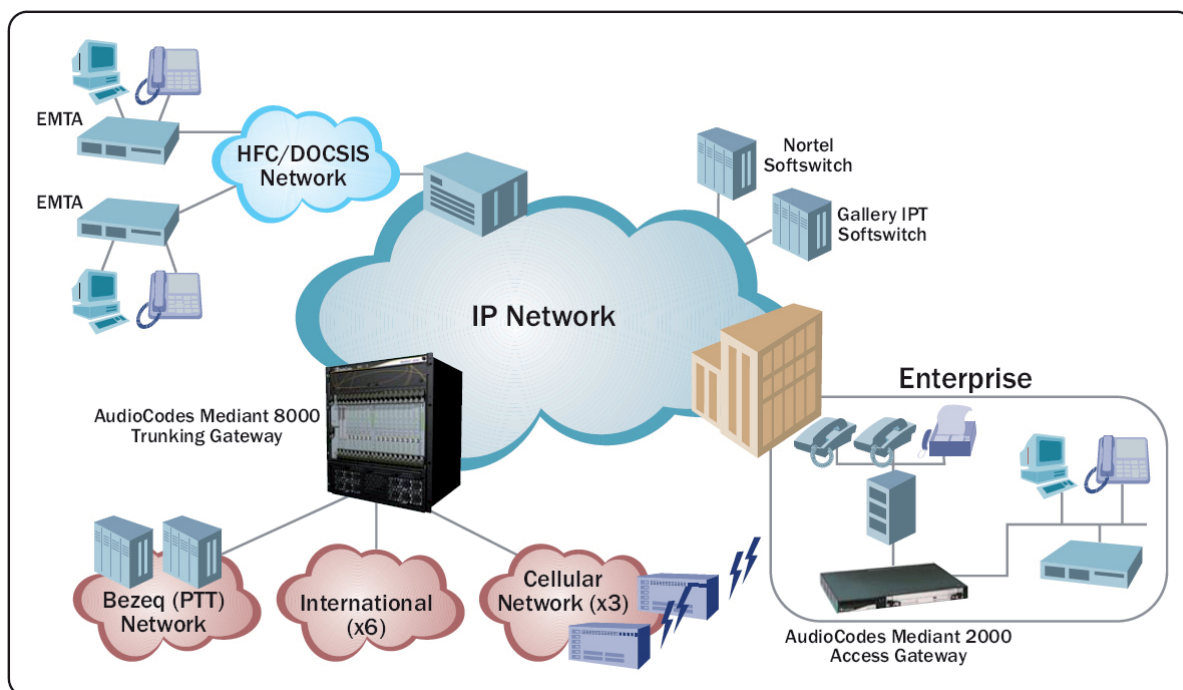 EMTA
HFC/DOCSIS
Network
EMTA
Nortel
Softswitch
Gallery IPT
Softswitch
IP Network
Enterprise
AudioCodes Mediant 8000
Trunking Gateway
Bezeq (PTT)
Network
International
(x6)
Cellular
Network (x3)
AudioCodes Mediant 2000
Access Gateway